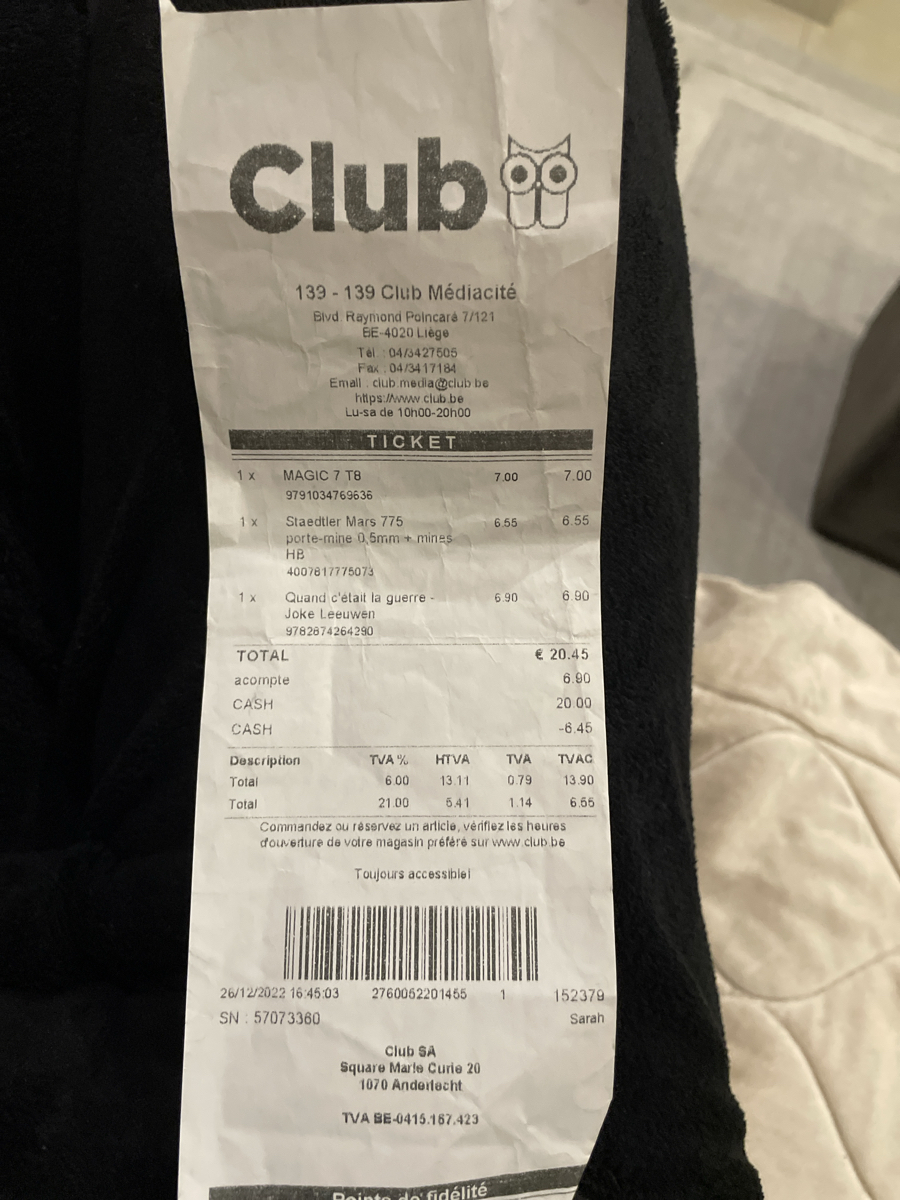 Club
139 - 139 Club Médiacité
Blvd. Raymond Poincaré 7/121
BE-4020 Liège
Tél. : 04/3427505
Fax : 04/3417184
Email : club.media@club.be
https://www.club.be
Lu-sa de 10h00-20h00
TICKET
1 x MAGIC 7 T8 7.00 7.00
9791034769636
1 x Staedtler Mars 775 6.55 6.55
porte-mine 0,5mm + mines
HB
4007817775073
1 x Quand c'était la guerre - 6.90 6.90
Joke Leeuwen
9782874264290
TOTAL € 20.45
acompte 6.90
CASH 20.00
CASH -6.45
Description TVA % HTVA TVA TVAC
Total 6.00 13.11 0.79 13.90
Total 21.00 5.41 1.14 6.55
Commandez ou réservez un article, vérifiez les heures
d'ouverture de votre magasin préféré sur www.club.be
Toujours accessible!
26/12/2022 16:45:03 2760052201455 1 152379
SN : 57073360 Sarah
Club SA
Square Marie Curie 20
1070 Anderlecht
TVA BE-0415.167.423
Points de fidélité